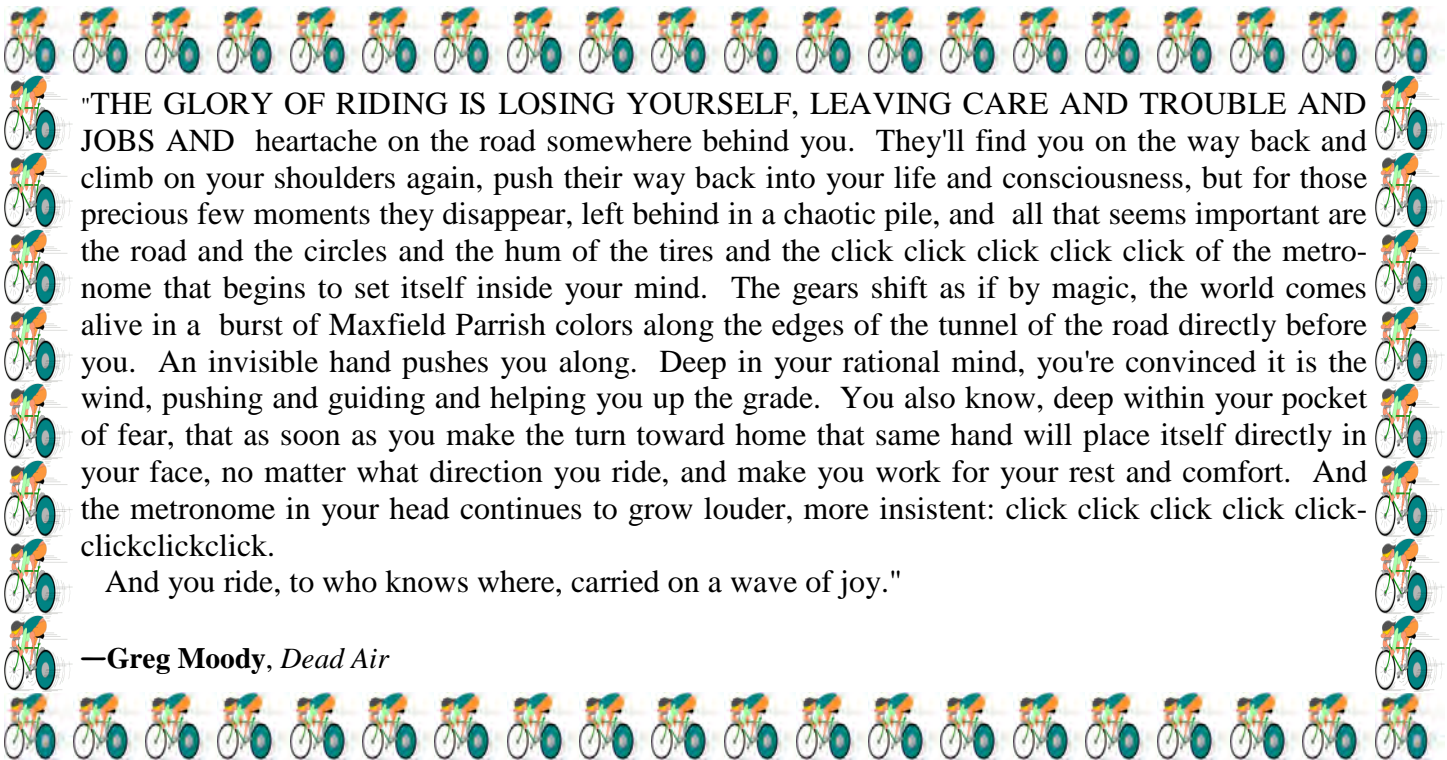 "THE GLORY OF RIDING IS LOSING YOURSELF, LEAVING CARE AND TROUBLE AND
JOBS AND heartache on the road somewhere behind you. They'll find you on the way back and
climb on your shoulders again, push their way back into your life and consciousness, but for those
precious few moments they disappear, left behind in a chaotic pile, and all that seems important are
the road and the circles and the hum of the tires and the click click click click click of the metro-
nome that begins to set itself inside your mind. The gears shift as if by magic, the world comes
alive in a burst of Maxfield Parrish colors along the edges of the tunnel of the road directly before
you. An invisible hand pushes you along. Deep in your rational mind, you're convinced it is the
wind, pushing and guiding and helping you up the grade. You also know, deep within your pocket
of fear, that as soon as you make the turn toward home that same hand will place itself directly in
your face, no matter what direction you ride, and make you work for your rest and comfort. And
the metronome in your head continues to grow louder, more insistent: click click click click click-
clickclickclick.
And you ride, to who knows where, carried on a wave of joy."
—Greg Moody, Dead Air